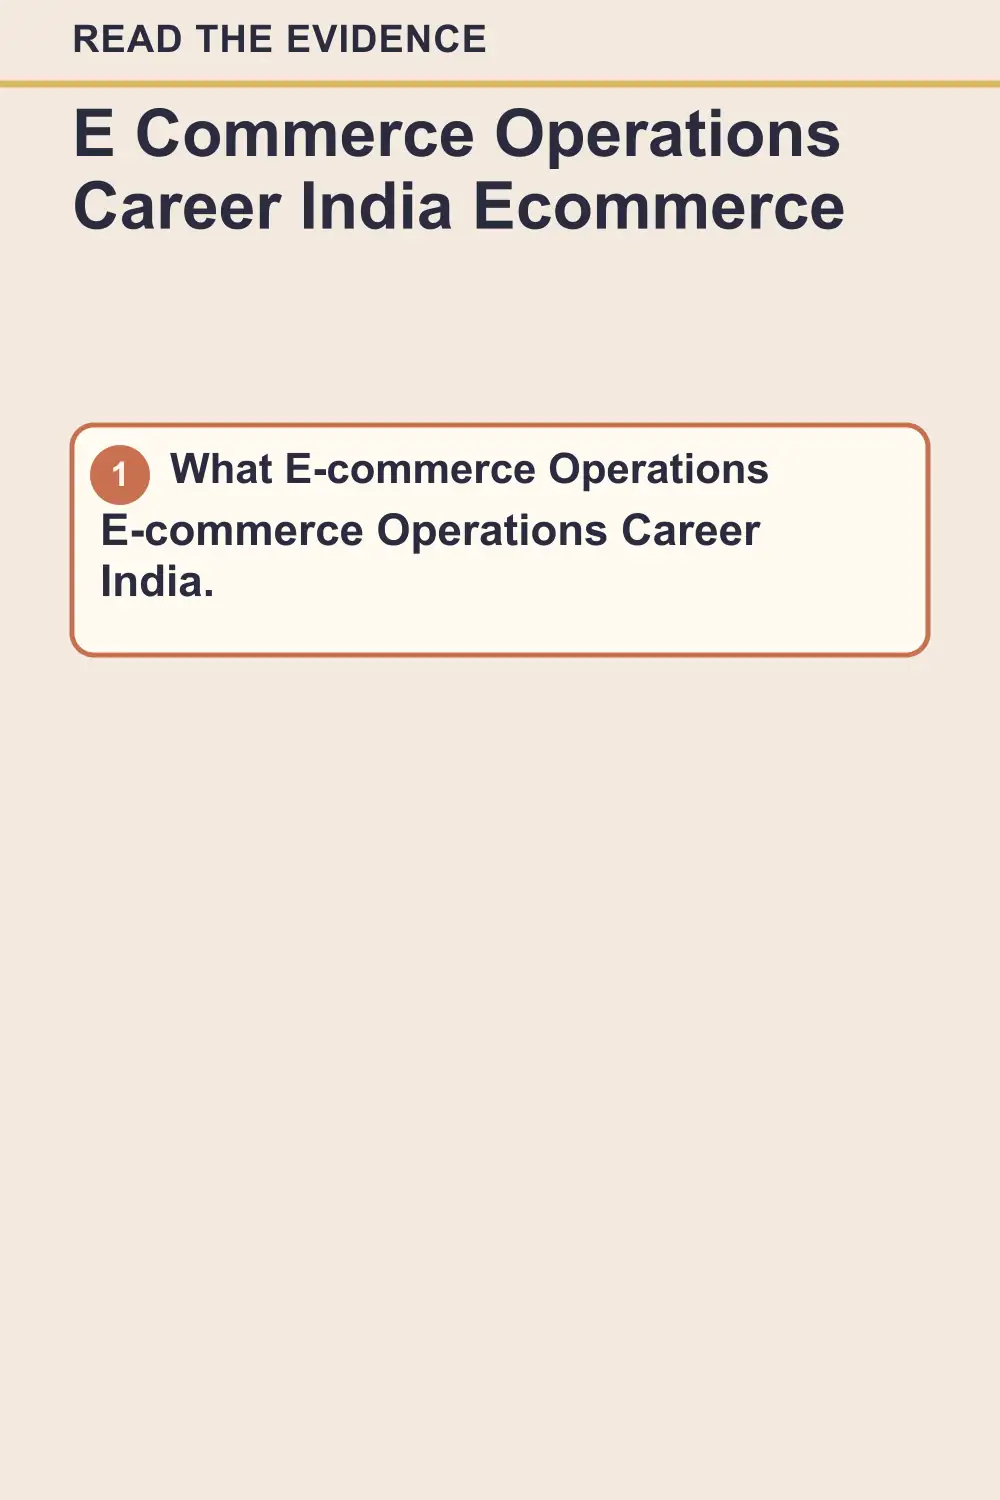 READ THE EVIDENCE
E Commerce Operations
Career India Ecommerce
1 What E-commerce Operations
E-commerce Operations Career
India.